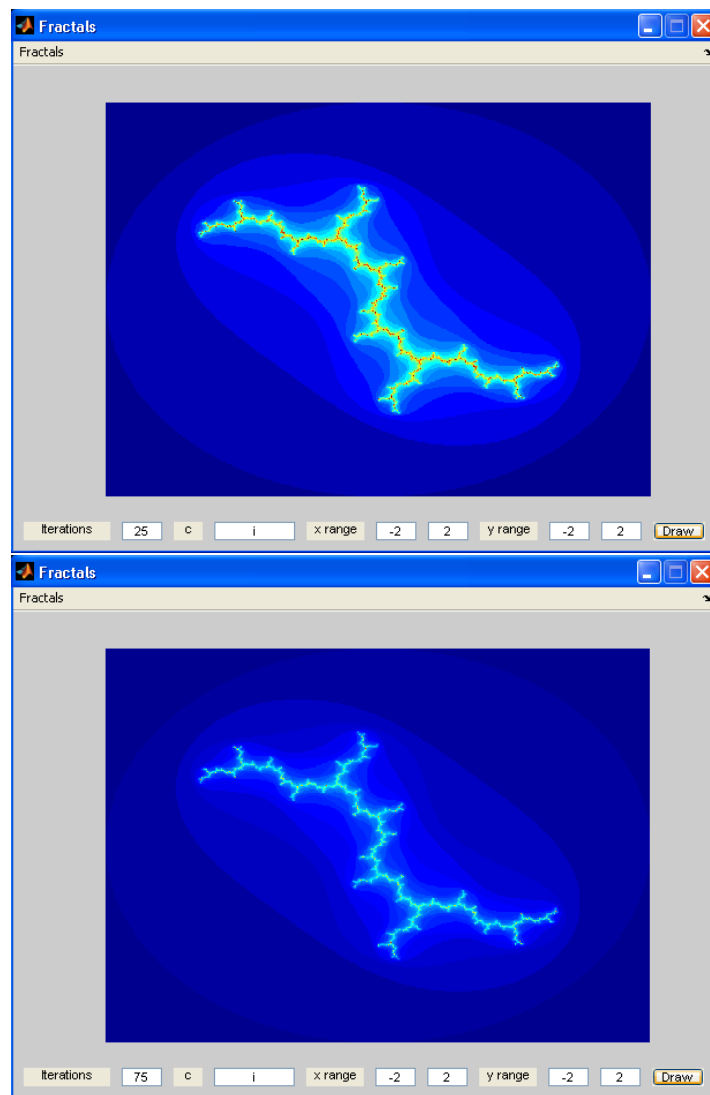 Fractals
Fractals
Iterations 25 c i x range -2 2 y range -2 2 Draw
Fractals
Fractals
Iterations 75 c i x range -2 2 y range -2 2 Draw